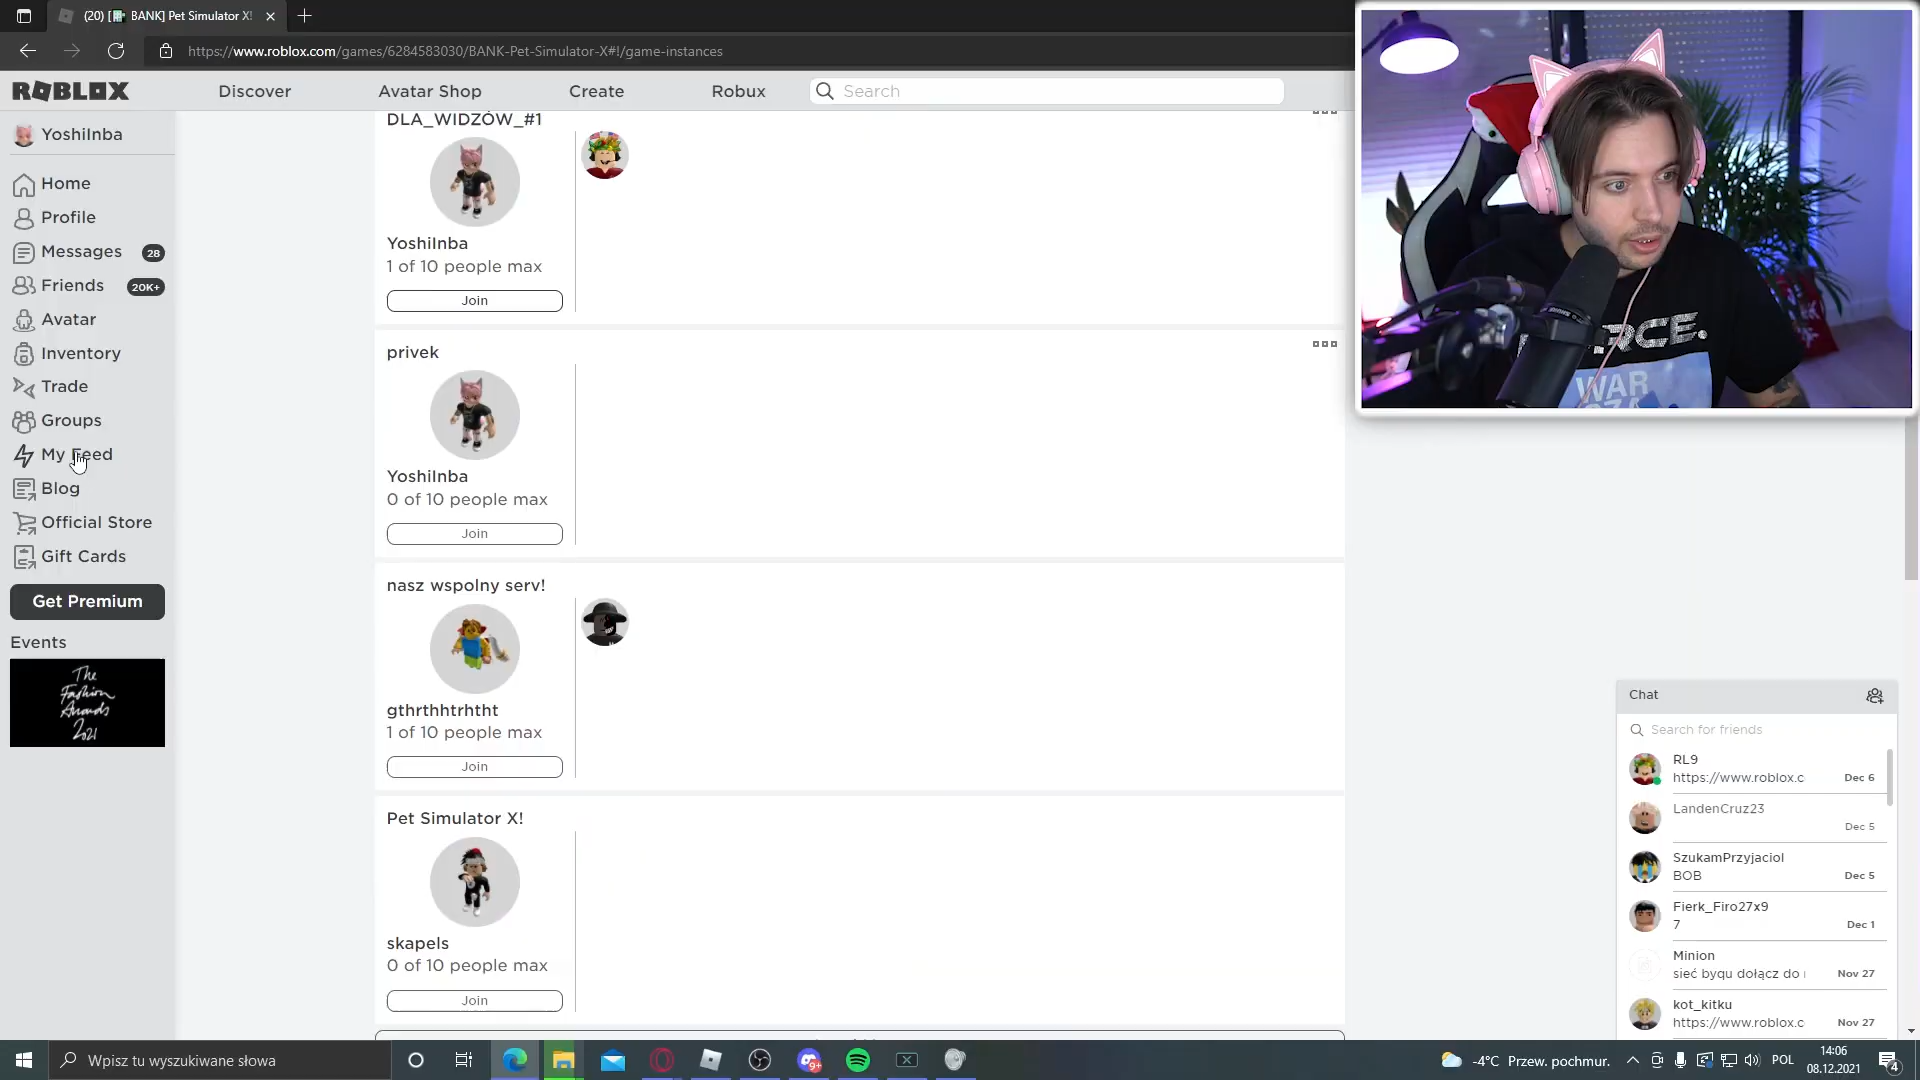 (20) [BANK] Pet Simulator X!
https://www.roblox.com/games/6284583030/BANK-Pet-Simulator-X#!/game-instances
ROBLOX
Discover
Avatar Shop
Create
Robux
Search
YoshiInba
Home
Profile
Messages 28
Friends 20K+
Avatar
Inventory
Trade
Groups
My Feed
Blog
Official Store
Gift Cards
Get Premium
Events
The
Fashion
Awards
2021
DLA_WIDZÓW_#1
YoshiInba
1 of 10 people max
Join
privek
YoshiInba
0 of 10 people max
Join
nasz wspolny serv!
gthrthhtrhtht
1 of 10 people max
Join
Pet Simulator X!
skapels
0 of 10 people max
Join
WAR
Chat
Search for friends
RL9
https://www.roblox.c Dec 6
LandenCruz23
Dec 5
SzukamPrzyjaciol
BOB Dec 5
Fierk_Firo27x9
7 Dec 1
Minion
sieć byqu dołącz do Nov 27
kot_kitku
https://www.roblox.c Nov 27
Wpisz tu wyszukiwane słowa
9+
-4°C Przew. pochmur.
POL
14:06
08.12.2021
4